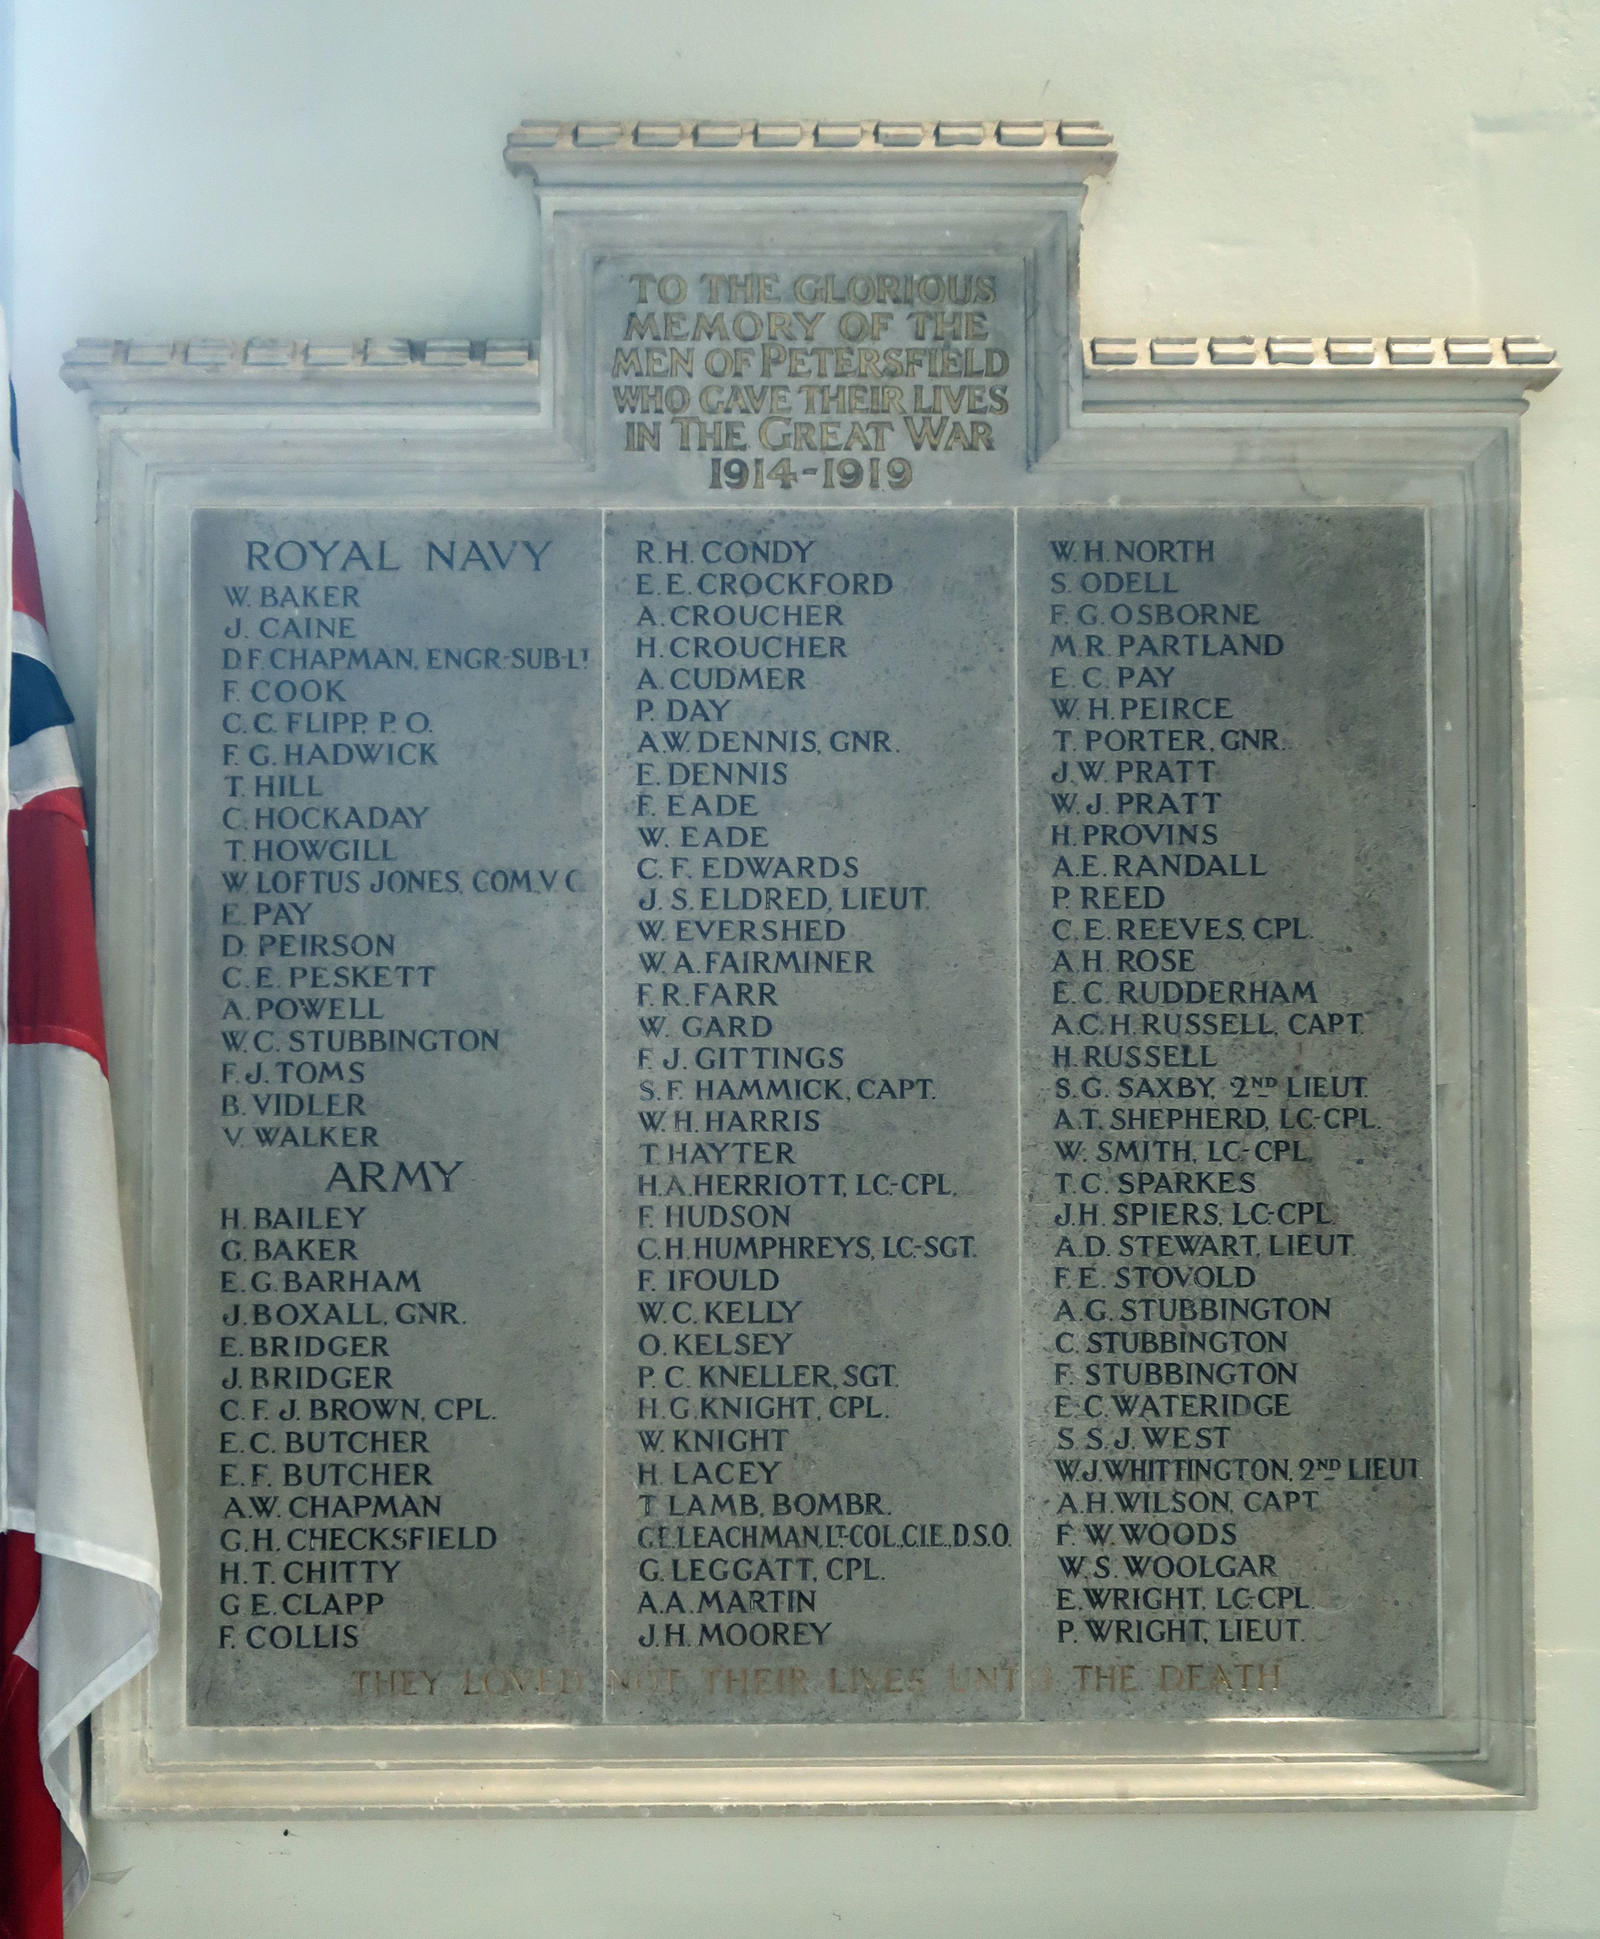 TO THE GLORIOUS
MEMORY OF THE
MEN OF PETERSFIELD
WHO GAVE THEIR LIVES
IN THE GREAT WAR
1914-1919
ROYAL NAVY
W. BAKER
J. CAINE
D.F. CHAPMAN, ENGR-SUB-LT
F. COOK
C. C. FLIPP, P. O.
F. G. HADWICK
T. HILL
C. HOCKADAY
T. HOWGILL
W. LOFTUS JONES, COM. V C
E. PAY
D. PEIRSON
C. E. PESKETT
A. POWELL
W. C. STUBBINGTON
F. J. TOMS
B. VIDLER
V. WALKER
ARMY
H. BAILEY
G. BAKER
E. G. BARHAM
J. BOXALL, GNR.
E. BRIDGER
J. BRIDGER
C. F. J. BROWN, CPL.
E. C. BUTCHER
E. F. BUTCHER
A.W. CHAPMAN
G. H. CHECKSFIELD
H. T. CHITTY
G E. CLAPP
F. COLLIS
R. H. CONDY
E. E. CROCKFORD
A. CROUCHER
H. CROUCHER
A. CUDMER
P. DAY
A.W. DENNIS, GNR.
E. DENNIS
F. EADE
W. EADE
C. F. EDWARDS
J. S. ELDRED, LIEUT.
W. EVERSHED
W. A. FAIRMINER
F. R. FARR
W. GARD
F. J. GITTINGS
S. F. HAMMICK, CAPT.
W. H. HARRIS
T. HAYTER
H. A. HERRIOTT, LC-CPL.
F. HUDSON
C. H. HUMPHREYS, LC-SGT.
F. IFOULD
W. C. KELLY
O. KELSEY
P. C. KNELLER, SGT.
H. G. KNIGHT, CPL.
W. KNIGHT
H. LACEY
T. LAMB, BOMBR.
G.E. LEACHMAN, LT-COL., C.I.E., D.S.O.
G. LEGGATT, CPL.
A. A. MARTIN
J. H. MOOREY
W. H. NORTH
S. ODELL
F. G. OSBORNE
M. R. PARTLAND
E. C. PAY
W. H. PEIRCE
T. PORTER, GNR.
J. W. PRATT
W. J. PRATT
H. PROVINS
A. E. RANDALL
P. REED
C. E. REEVES, CPL.
A. H. ROSE
E. C. RUDDERHAM
A. C. H. RUSSELL, CAPT.
H. RUSSELL
S. G. SAXBY, 2ND LIEUT.
A.T. SHEPHERD, LC-CPL.
W. SMITH, LC-CPL.
T. C. SPARKES
J. H. SPIERS, LC-CPL.
A. D. STEWART, LIEUT.
F. E. STOVOLD
A. G. STUBBINGTON
C. STUBBINGTON
F. STUBBINGTON
E. C. WATERIDGE
S. S. J. WEST
W. J. WHITTINGTON, 2ND LIEUT
A. H. WILSON, CAPT.
F. W. WOODS
W. S. WOOLGAR
E. WRIGHT, LC-CPL.
P. WRIGHT, LIEUT.
THEY LOVED NOT THEIR LIVES UNTO THE DEATH